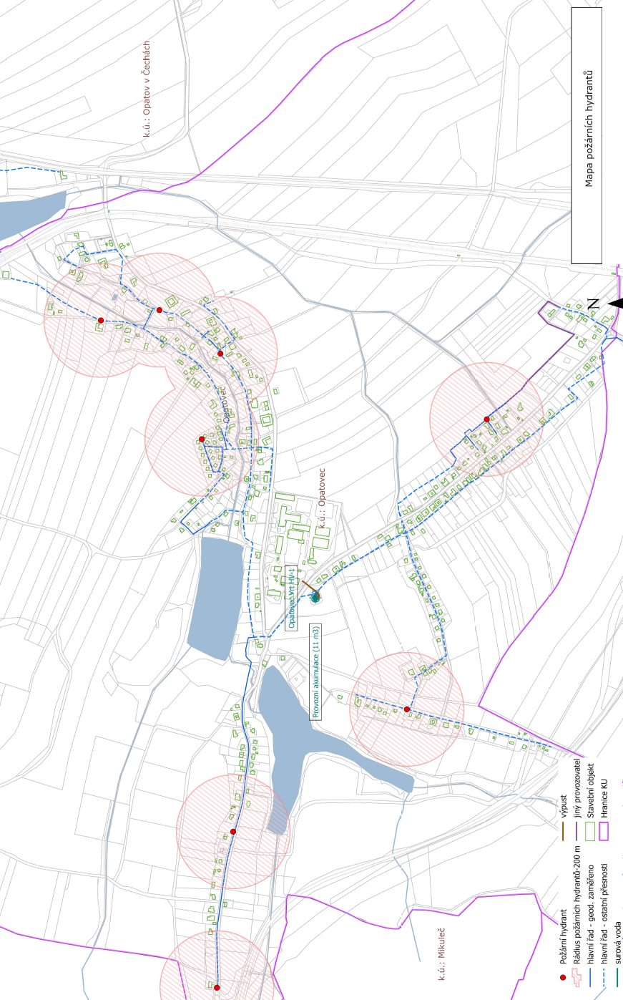 Mapa požárních hydrantů
k.ú.: Opatov v Čechách
Opatovec
k.ú.: Opatovec
Opatovec Vrt HV-1
Provozní akumulace (11 m3)
k.ú.: Mikuleč
N
Požární hydrant
Rádius požárních hydrantů-200 m
hlavní řad - geod. zaměřeno
hlavní řad - ostatní přesnosti
surová voda
výpust
jiný provozovatel
Stavební objekt
Hranice KU